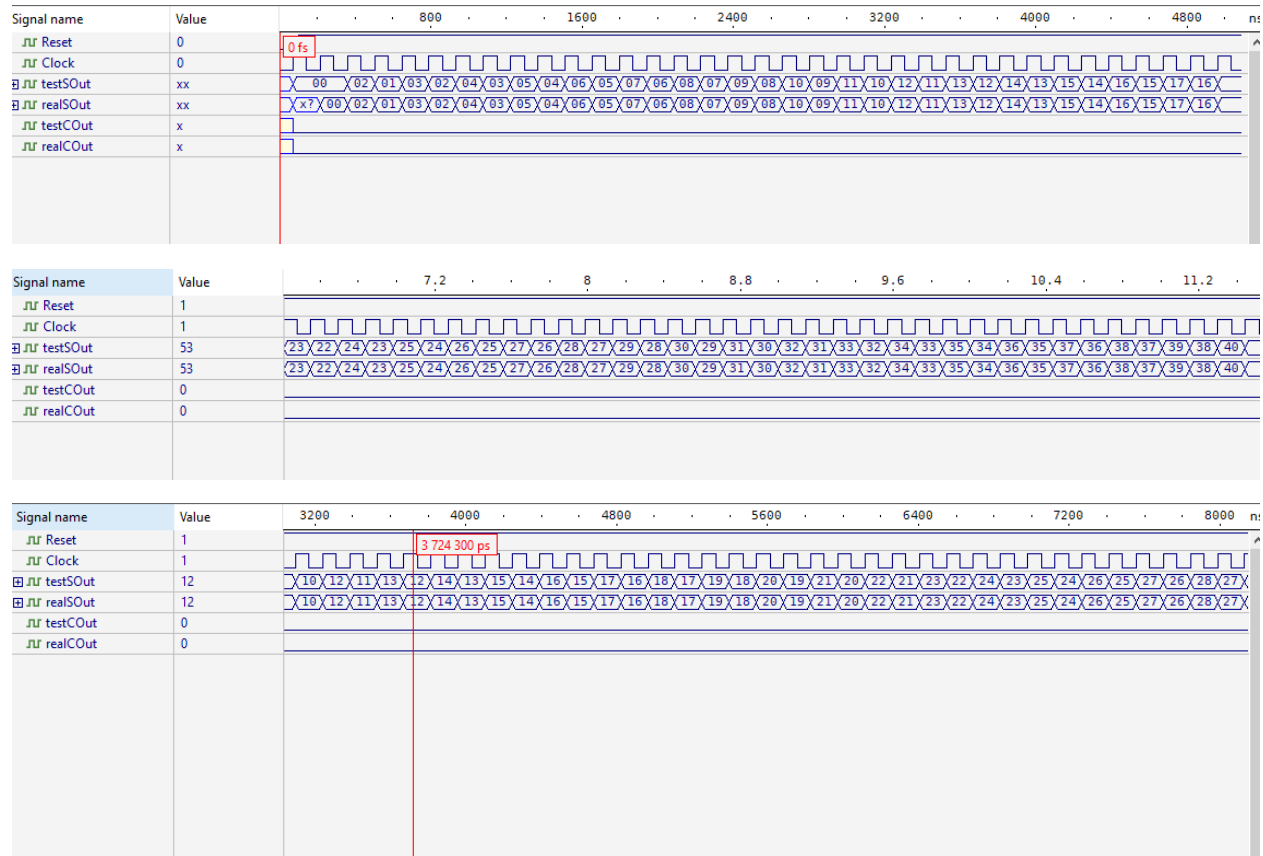 Signal name Value 800 1600 2400 3200 4000 4800 ns
Reset 0 0 fs
Clock 0
testSOut xx 00 02 01 03 02 04 03 05 04 06 05 07 06 08 07 09 08 10 09 11 10 12 11 13 12 14 13 15 14 16 15 17 16
realSOut xx x? 00 02 01 03 02 04 03 05 04 06 05 07 06 08 07 09 08 10 09 11 10 12 11 13 12 14 13 15 14 16 15 17 16
testCOut x
realCOut x
Signal name Value 7.2 8 8.8 9.6 10.4 11.2
Reset 1
Clock 1
testSOut 53 23 22 24 23 25 24 26 25 27 26 28 27 29 28 30 29 31 30 32 31 33 32 34 33 35 34 36 35 37 36 38 37 39 38 40
realSOut 53 23 22 24 23 25 24 26 25 27 26 28 27 29 28 30 29 31 30 32 31 33 32 34 33 35 34 36 35 37 36 38 37 39 38 40
testCOut 0
realCOut 0
Signal name Value 3200 4000 4800 5600 6400 7200 8000 ns
Reset 1 3 724 300 ps
Clock 1
testSOut 12 10 12 11 13 12 14 13 15 14 16 15 17 16 18 17 19 18 20 19 21 20 22 21 23 22 24 23 25 24 26 25 27 26 28 27
realSOut 12 10 12 11 13 12 14 13 15 14 16 15 17 16 18 17 19 18 20 19 21 20 22 21 23 22 24 23 25 24 26 25 27 26 28 27
testCOut 0
realCOut 0